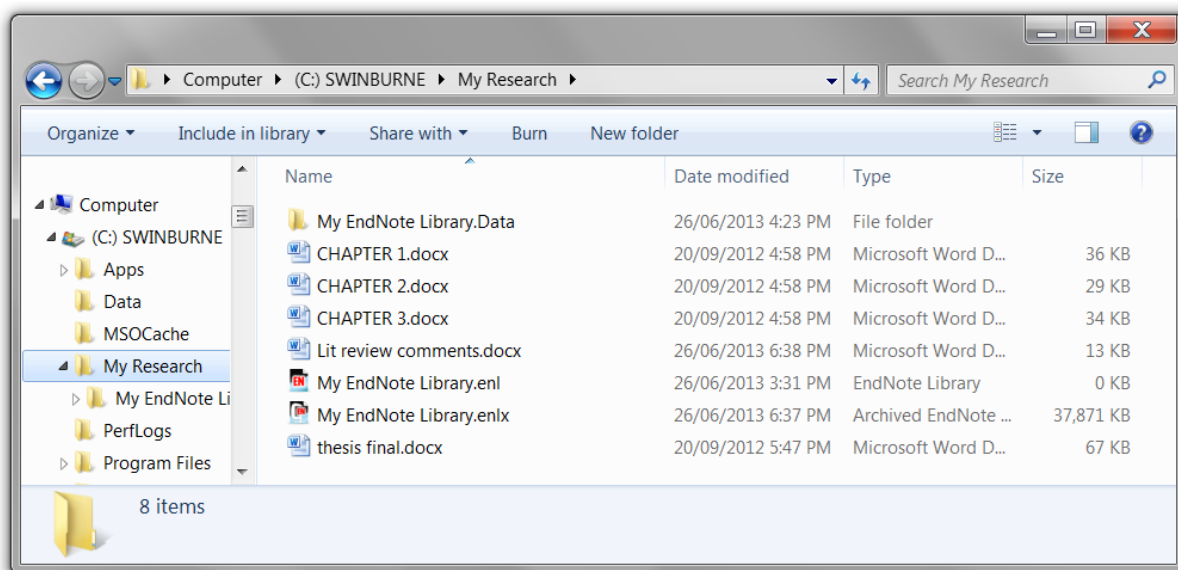 Computer (C:) SWINBURNE My Research Search My Research
Organize Include in library Share with Burn New folder
Computer
(C:) SWINBURNE
Apps
Data
MSOCache
My Research
My EndNote Li
PerfLogs
Program Files
Name Date modified Type Size
My EndNote Library.Data 26/06/2013 4:23 PM File folder
CHAPTER 1.docx 20/09/2012 4:58 PM Microsoft Word D... 36 KB
CHAPTER 2.docx 20/09/2012 4:58 PM Microsoft Word D... 29 KB
CHAPTER 3.docx 20/09/2012 4:58 PM Microsoft Word D... 34 KB
Lit review comments.docx 26/06/2013 6:38 PM Microsoft Word D... 13 KB
My EndNote Library.enl 26/06/2013 3:31 PM EndNote Library 0 KB
My EndNote Library.enlx 26/06/2013 6:37 PM Archived EndNote ... 37,871 KB
thesis final.docx 20/09/2012 5:47 PM Microsoft Word D... 67 KB
8 items